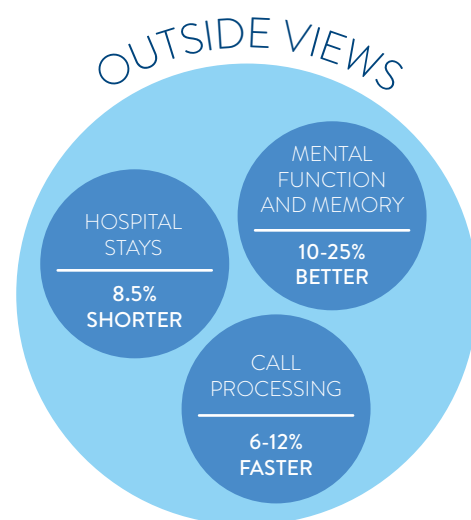 OUTSIDE VIEWS
HOSPITAL
STAYS
8.5%
SHORTER
MENTAL
FUNCTION
AND MEMORY
10-25%
BETTER
CALL
PROCESSING
6-12%
FASTER